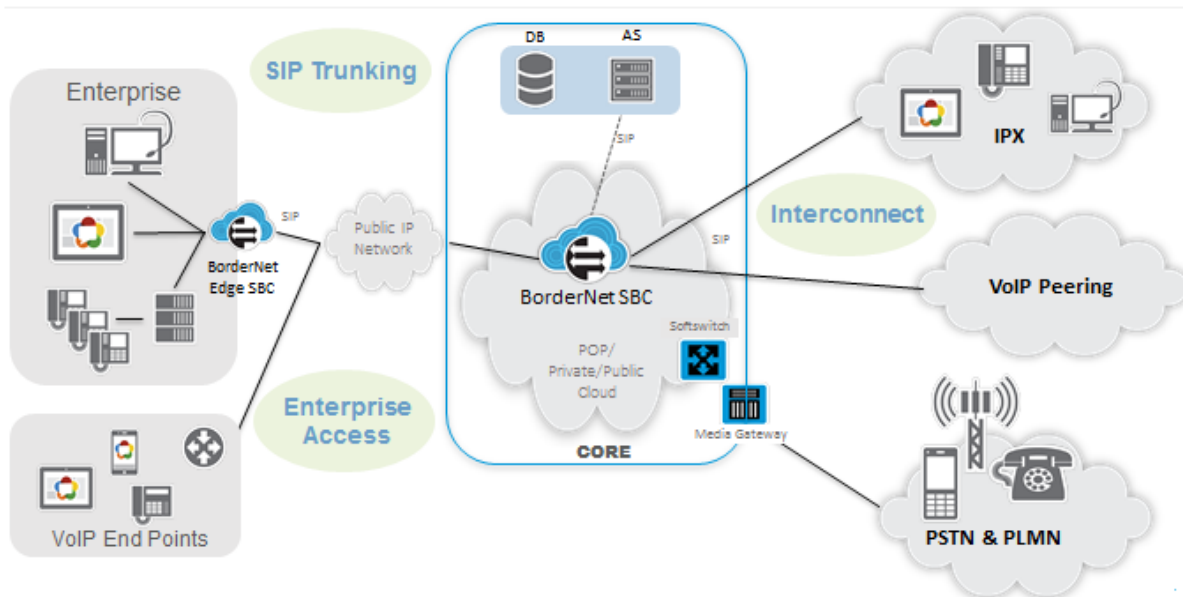 DB
AS
SIP Trunking
Enterprise
SIP
IPX
SIP
Public IP
Network
Interconnect
SIP
BorderNet
Edge SBC
BorderNet SBC
VoIP Peering
Softswitch
POP/
Private/Public
Cloud
Enterprise
Access
Media Gateway
CORE
VoIP End Points
PSTN & PLMN